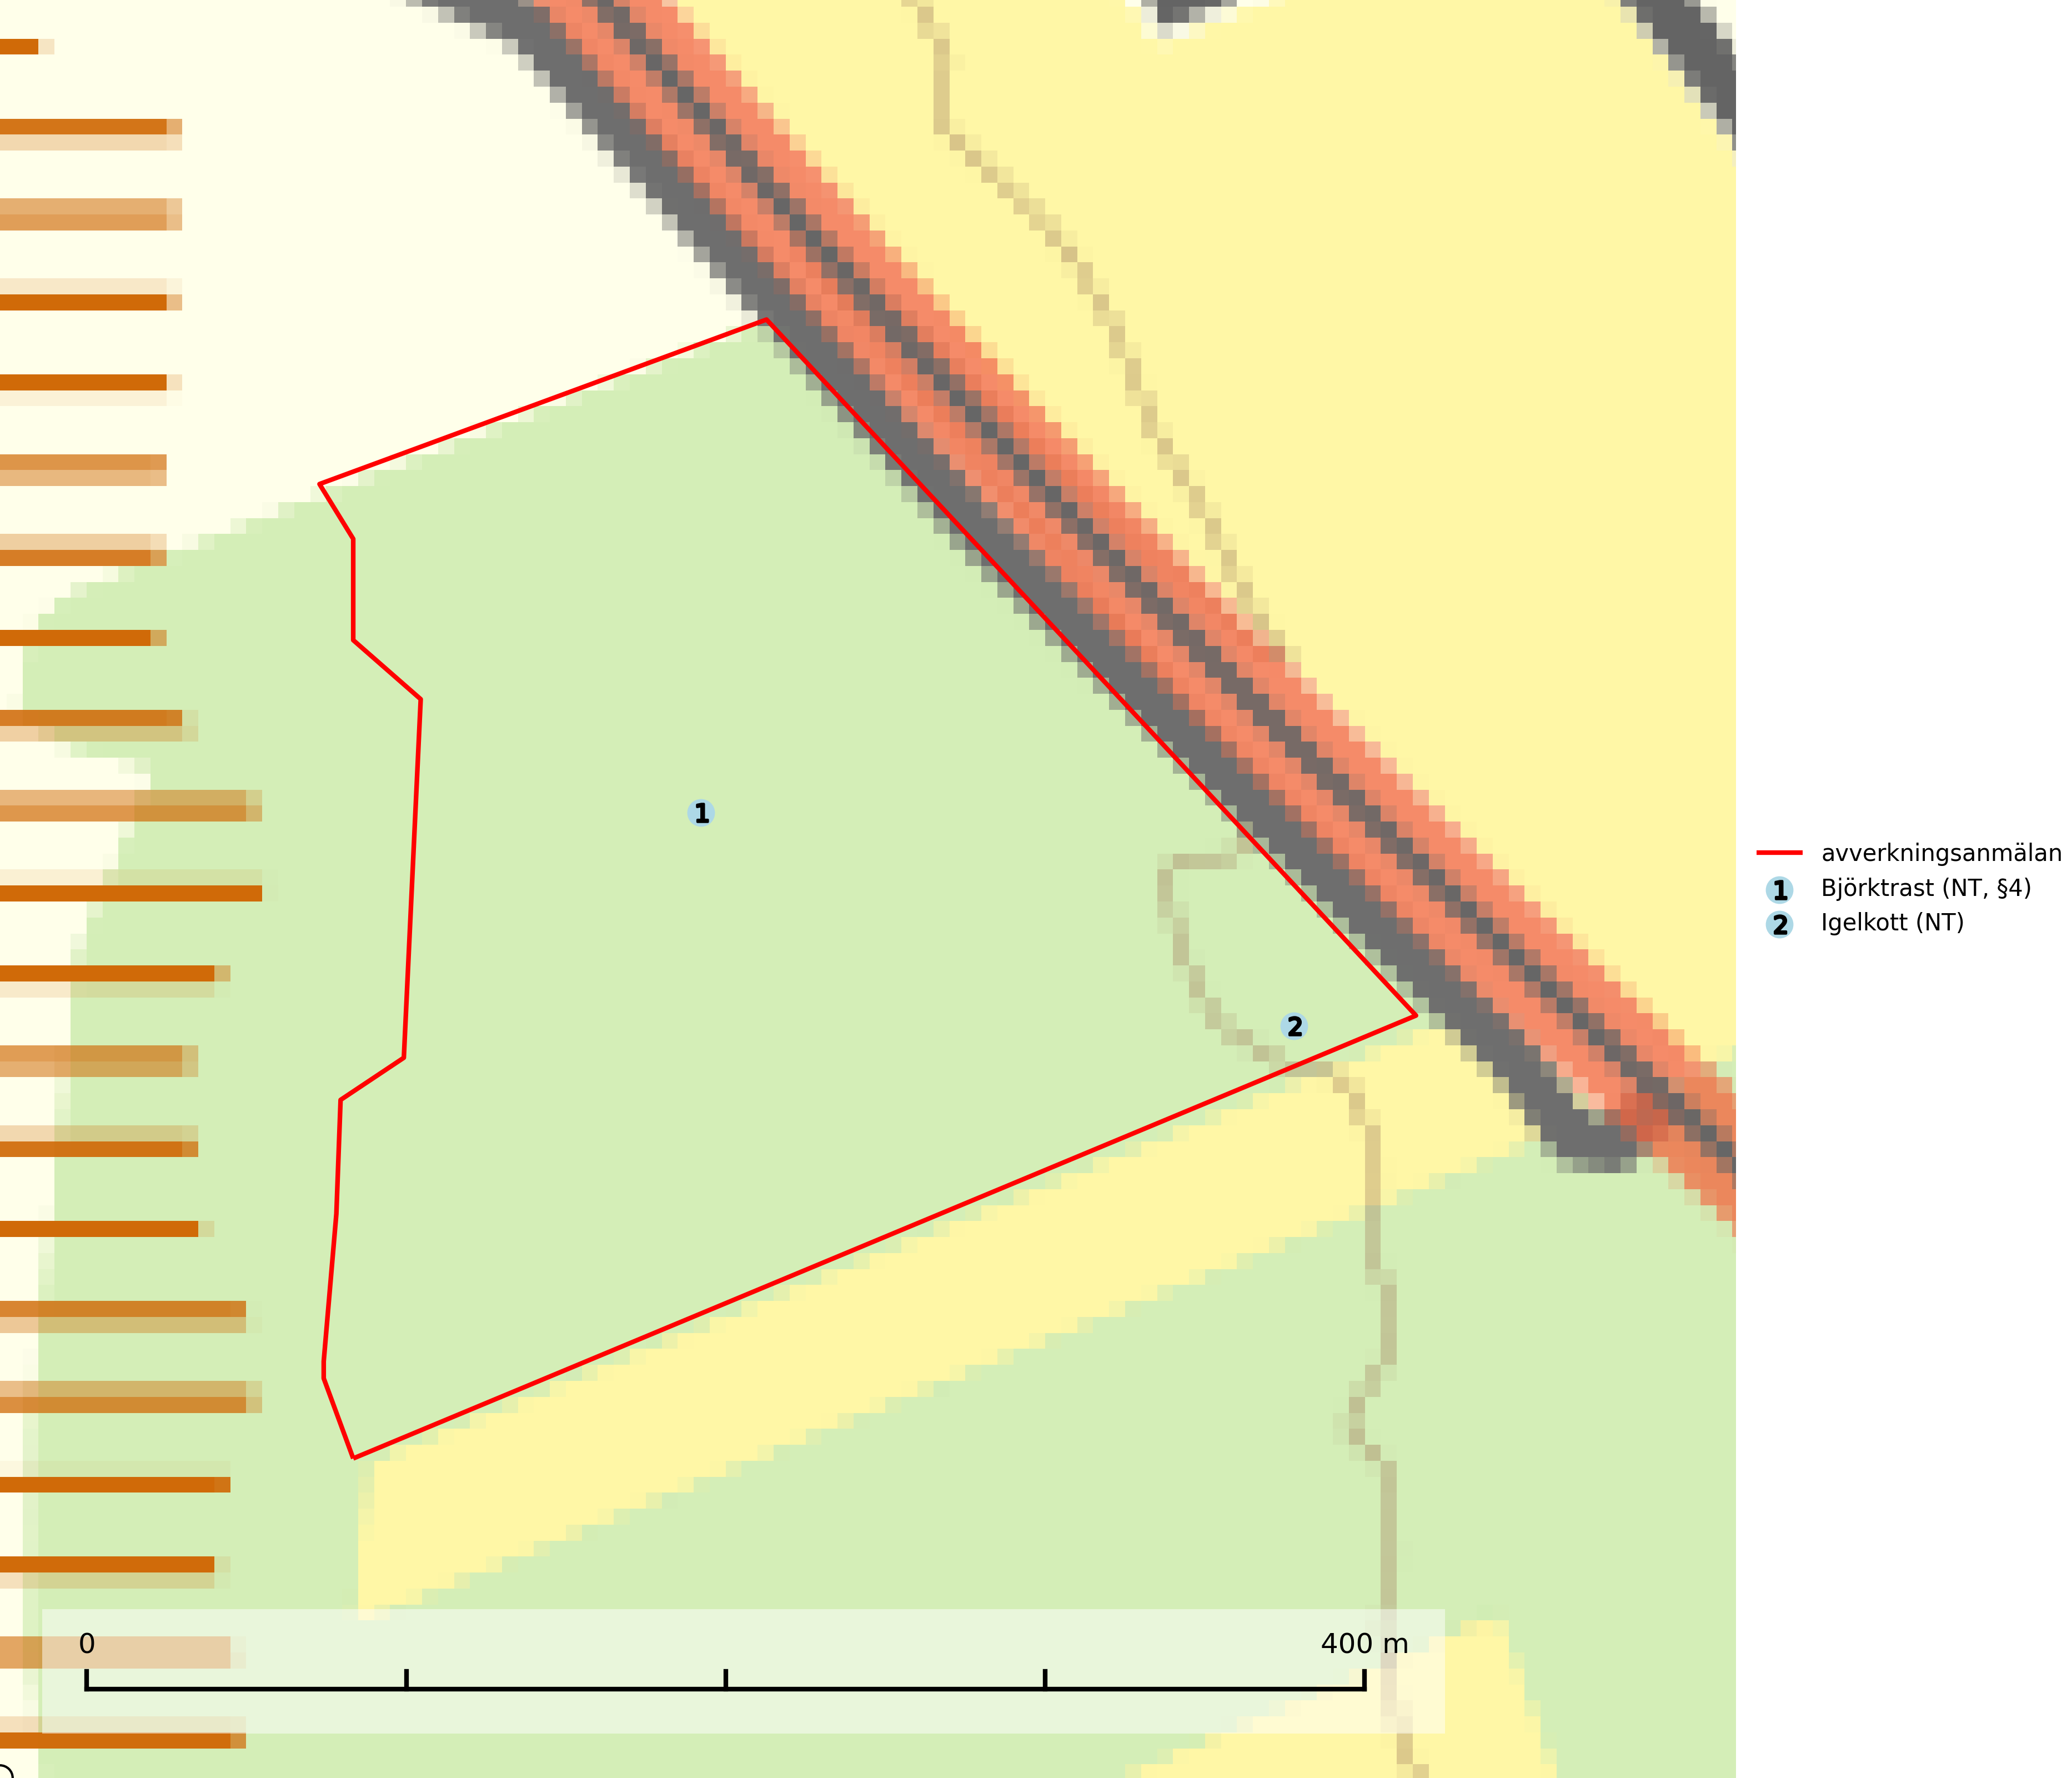 1
avverkningsanmälan
1 Björktrast (NT, §4)
2 Igelkott (NT)
2
0 400 m